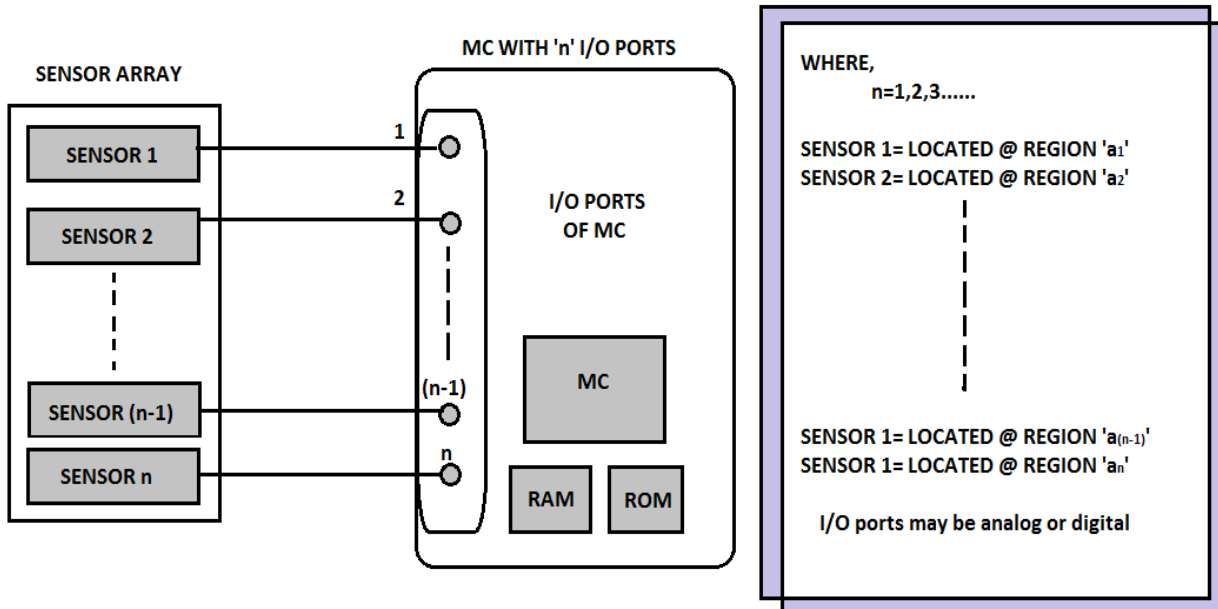 SENSOR ARRAY
SENSOR 1
SENSOR 2
SENSOR (n-1)
SENSOR n
MC WITH 'n' I/O PORTS
1
2
(n-1)
n
I/O PORTS
OF MC
MC
RAM
ROM
WHERE,
n=1,2,3......
SENSOR 1= LOCATED @ REGION 'a1'
SENSOR 2= LOCATED @ REGION 'a2'
SENSOR 1= LOCATED @ REGION 'a(n-1)'
SENSOR 1= LOCATED @ REGION 'an'
I/O ports may be analog or digital